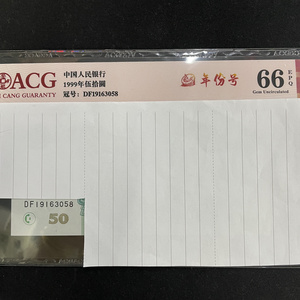 ACG
CANG GUARANTY
中国人民银行
1999年伍拾圆
冠号: DF19163058
年份号
66
EPQ
Gem Uncirculated
DF19163058
50